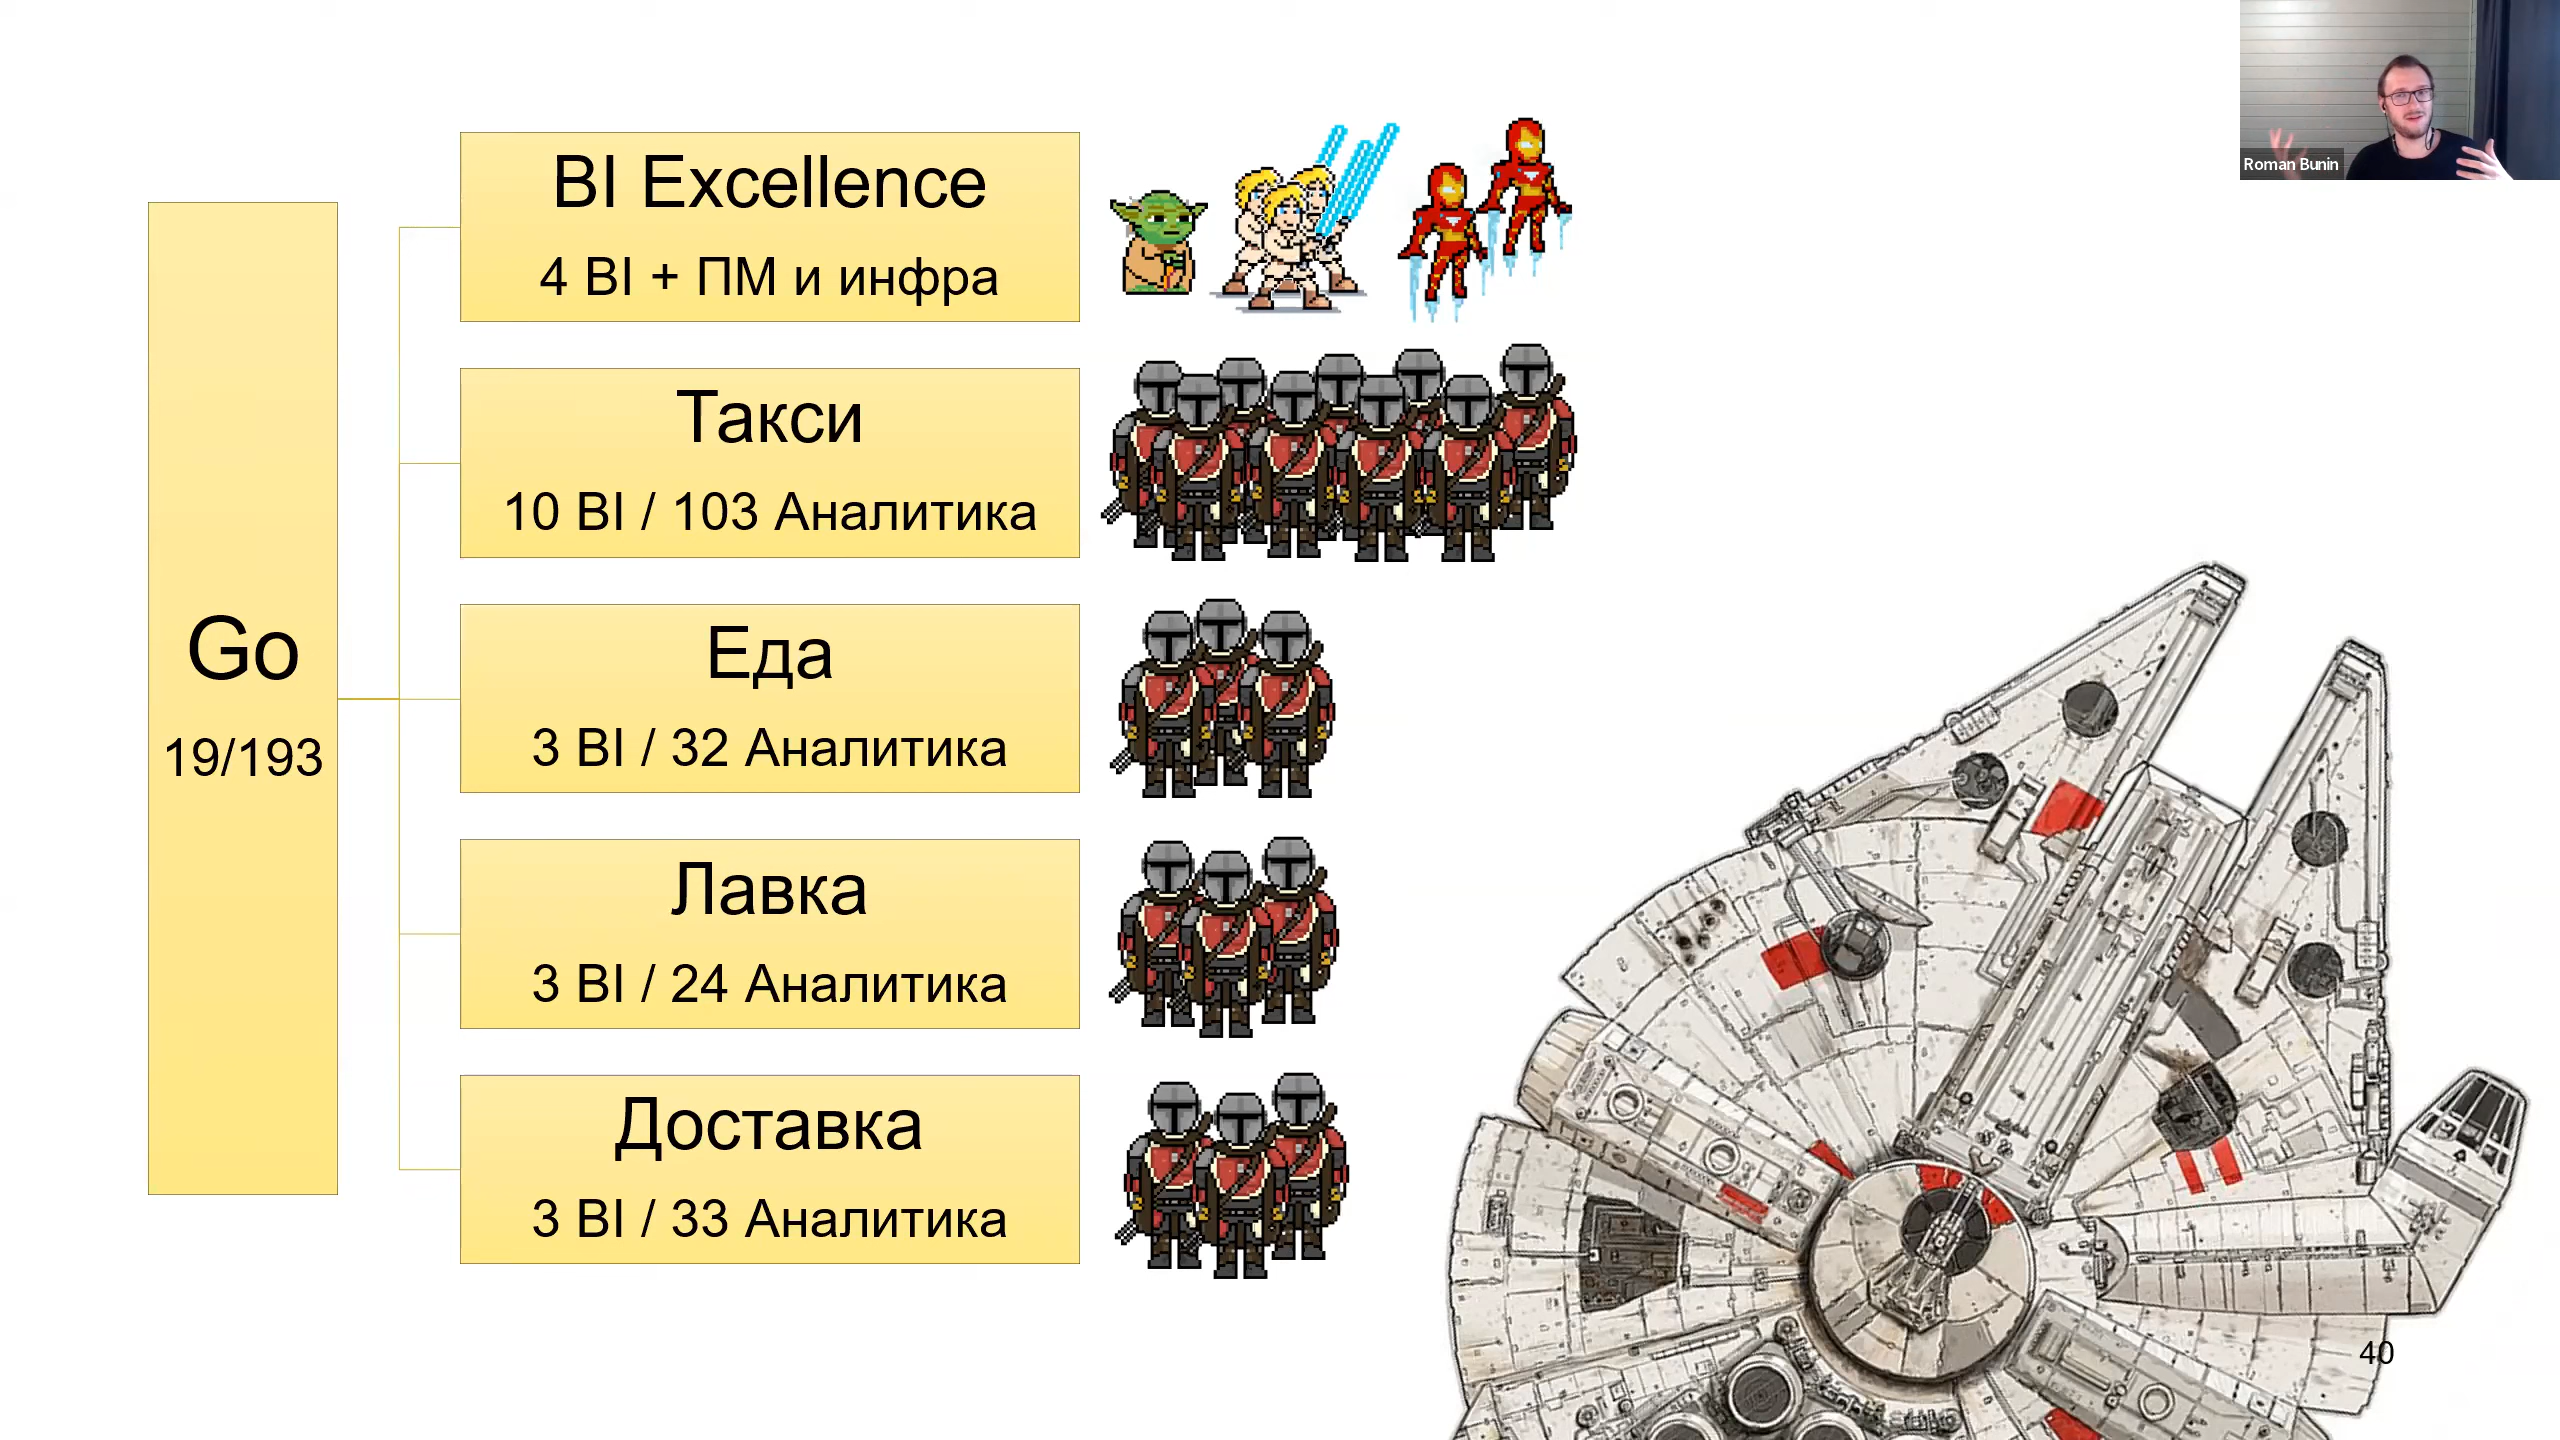 Roman Bunin
BI Excellence
4 BI + ПМ и инфра
Такси
10 BI / 103 Аналитика
Go
19/193
Еда
3 BI / 32 Аналитика
Лавка
3 BI / 24 Аналитика
Доставка
3 BI / 33 Аналитика
40